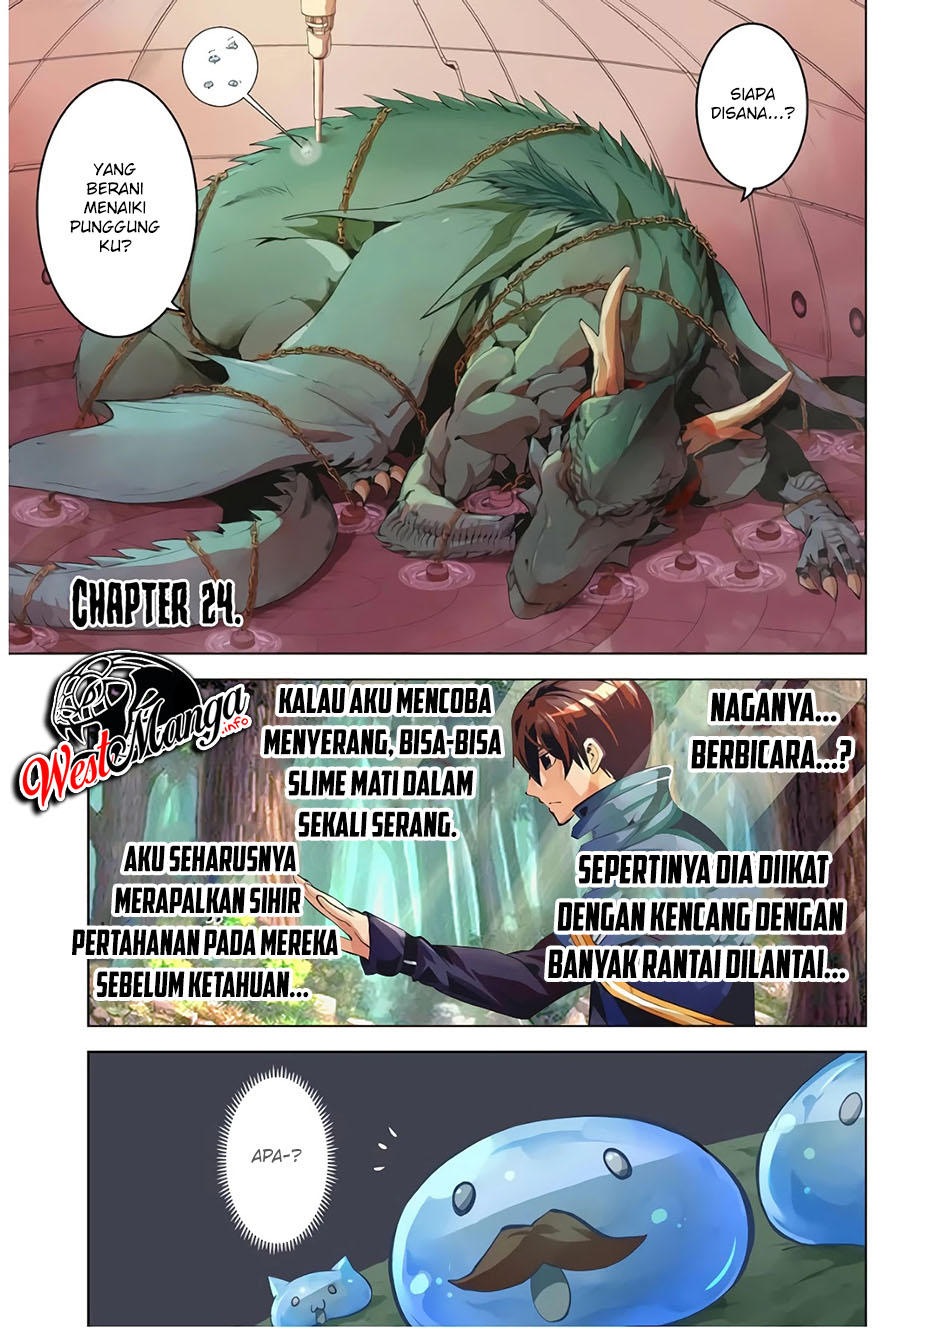 SIAPA
DISANA...?
YANG
BERANI
MENAIKI
PUNGGUNG
KU?
CHAPTER 24.
WestManga
.info
NAGANYA...
BERBICARA...?
SEPERTINYA DIA DIIKAT
DENGAN KENCANG DENGAN
BANYAK RANTAI DILANTAI...
KALAU AKU MENCOBA
MENYERANG, BISA-BISA
SLIME MATI DALAM
SEKALI SERANG.
AKU SEHARUSNYA
MERAPALKAN SIHIR
PERTAHANAN PADA MEREKA
SEBELUM KETAHUAN...
APA-?